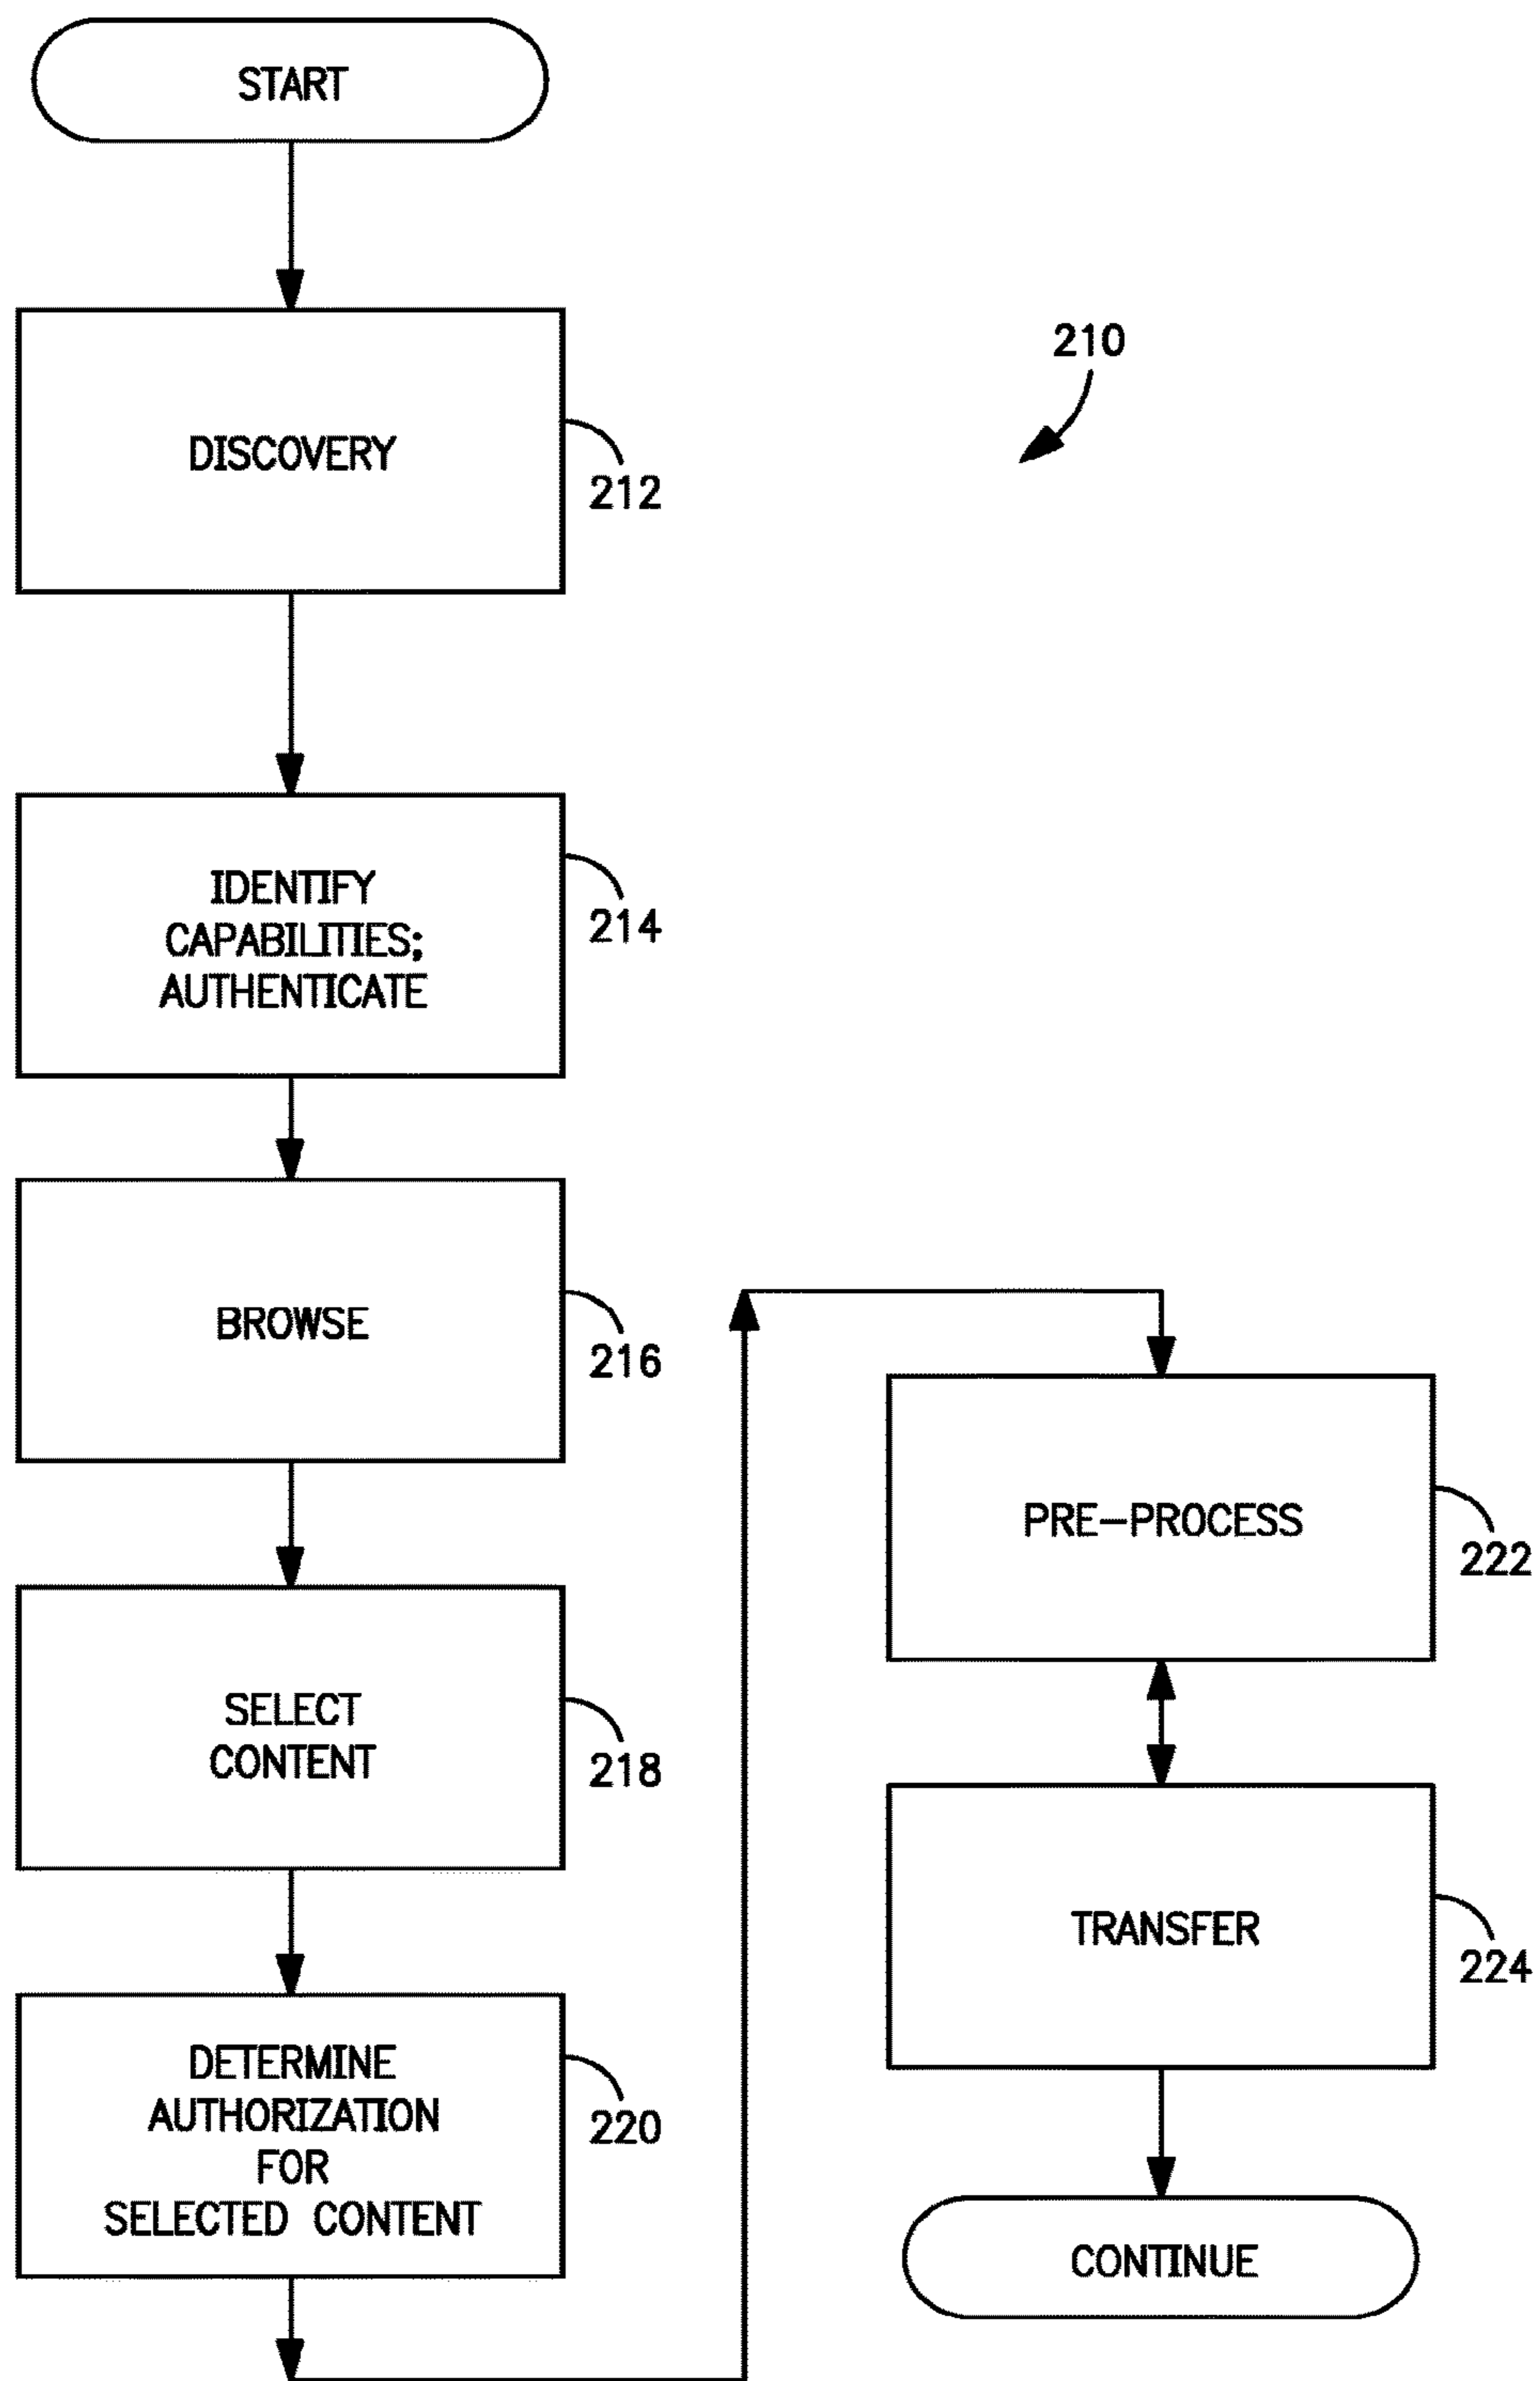 START
DISCOVERY
212
210
IDENTIFY
CAPABILITIES;
AUTHENTICATE
214
BROWSE
216
SELECT
CONTENT
218
DETERMINE
AUTHORIZATION
FOR
SELECTED CONTENT
220
PRE-PROCESS
222
TRANSFER
224
CONTINUE